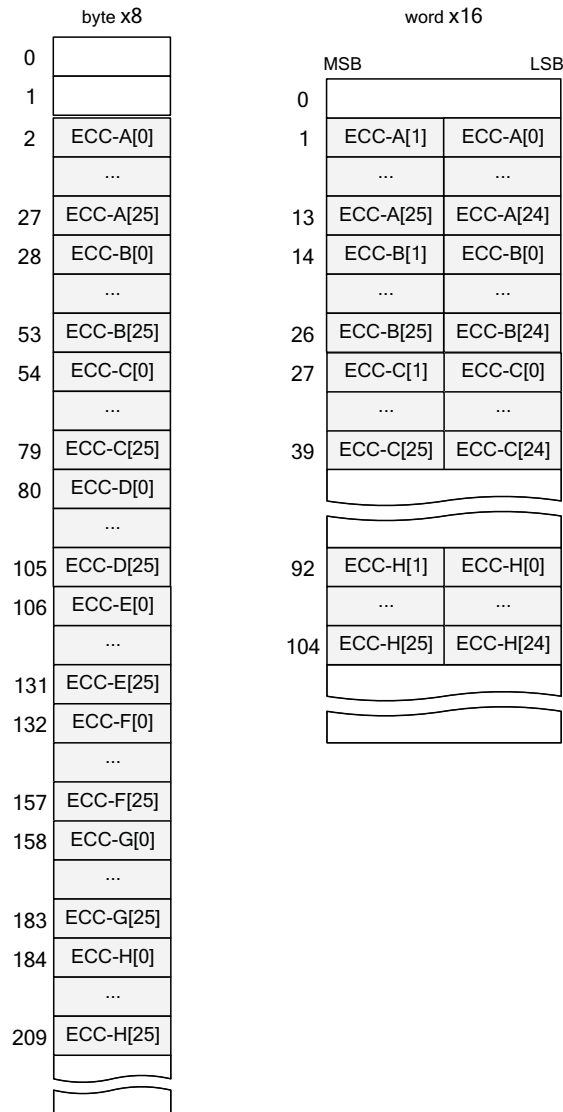 byte x8
0
1
2 ECC-A[0]
...
27 ECC-A[25]
28 ECC-B[0]
...
53 ECC-B[25]
54 ECC-C[0]
...
79 ECC-C[25]
80 ECC-D[0]
...
105 ECC-D[25]
106 ECC-E[0]
...
131 ECC-E[25]
132 ECC-F[0]
...
157 ECC-F[25]
158 ECC-G[0]
...
183 ECC-G[25]
184 ECC-H[0]
...
209 ECC-H[25]
word x16
MSB LSB
0
1 ECC-A[1] ECC-A[0]
... ...
13 ECC-A[25] ECC-A[24]
14 ECC-B[1] ECC-B[0]
... ...
26 ECC-B[25] ECC-B[24]
27 ECC-C[1] ECC-C[0]
... ...
39 ECC-C[25] ECC-C[24]
92 ECC-H[1] ECC-H[0]
... ...
104 ECC-H[25] ECC-H[24]